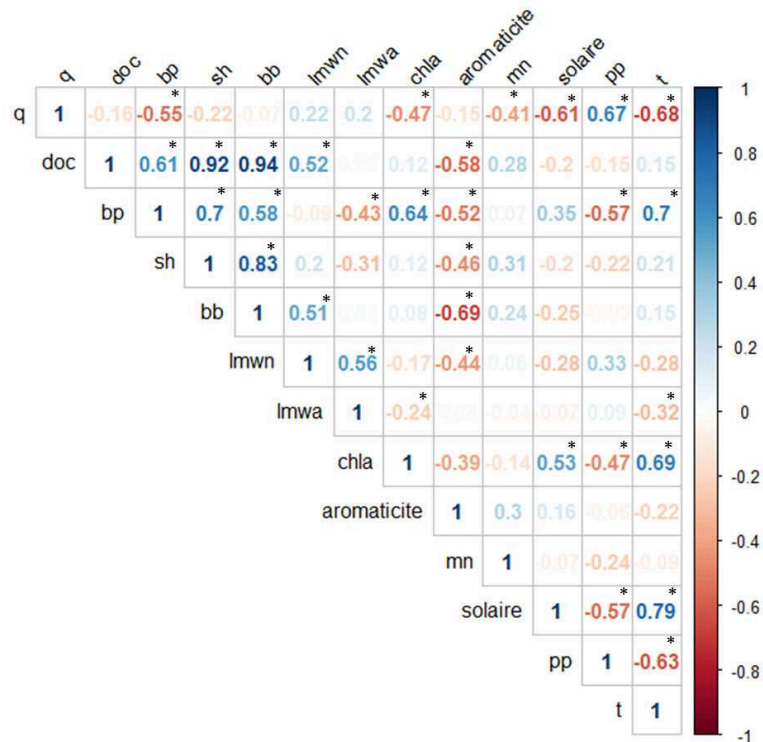 q doc bp sh bb lmwn lmwa chla aromaticite mn solaire pp t
q 1 -0.16 -0.55* -0.22 -0.07 0.22 0.2 -0.47* -0.15 -0.41* -0.61* 0.67* -0.68*
doc 1 0.61* 0.92* 0.94* 0.52* 0.12 -0.58* 0.28 -0.2 -0.15 0.15
bp 1 0.7* 0.58* -0.09 -0.43* 0.64* -0.52* 0.07 0.35 -0.57* 0.7*
sh 1 0.83* 0.2 -0.31 0.12 -0.46* 0.31 -0.2 -0.22 0.21
bb 1 0.51* 0.08 -0.69* 0.24 -0.25 0.15
lmwn 1 0.56* -0.17 -0.44* 0.06 -0.28 0.33 -0.28
lmwa 1 -0.24* -0.04 -0.07 0.09 -0.32*
chla 1 -0.39 -0.14 0.53* -0.47* 0.69*
aromaticite 1 0.3 0.16 -0.06 -0.22
mn 1 -0.07 -0.24 -0.09
solaire 1 -0.57* 0.79*
pp 1 -0.63*
t 1
1
0.8
0.6
0.4
0.2
0
-0.2
-0.4
-0.6
-0.8
-1